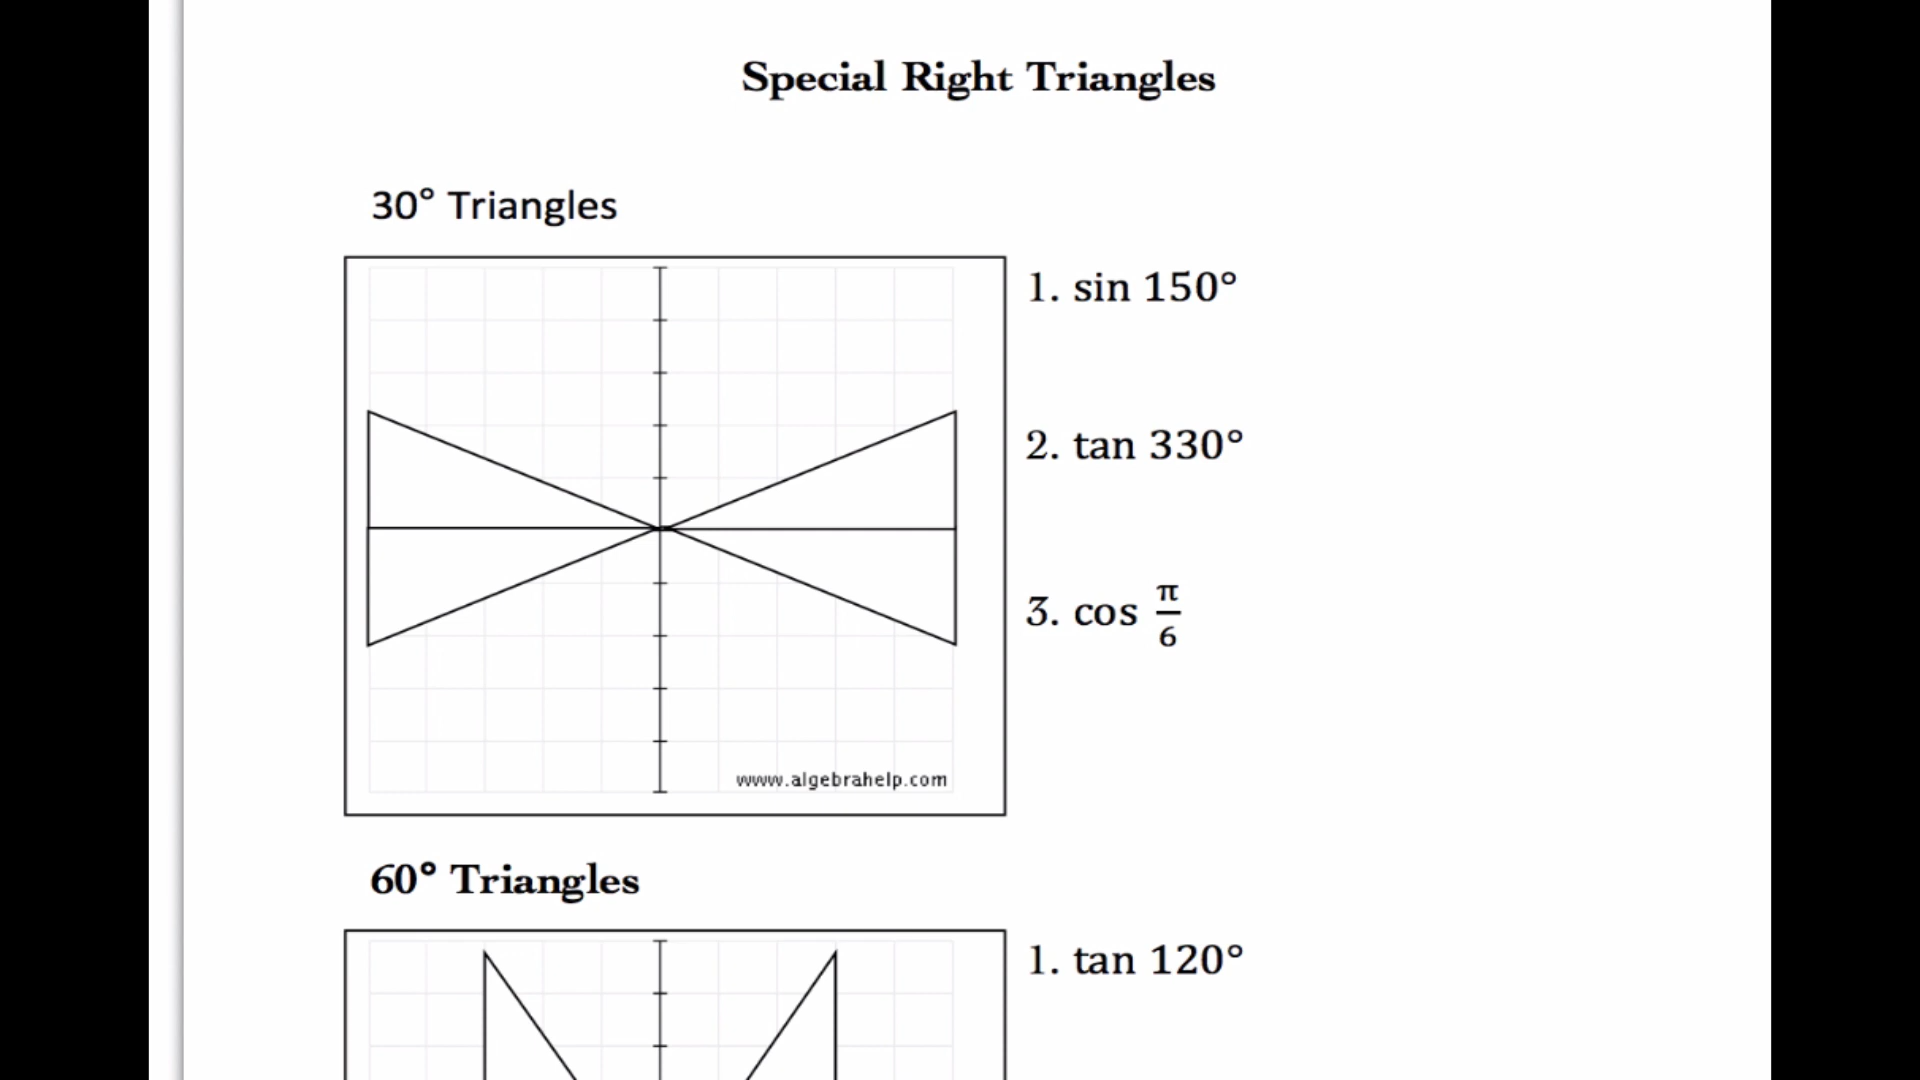 Special Right Triangles
30° Triangles
1. sin 150°
2. tan 330°
3. cos π/6
www.algebrahelp.com
60° Triangles
1. tan 120°